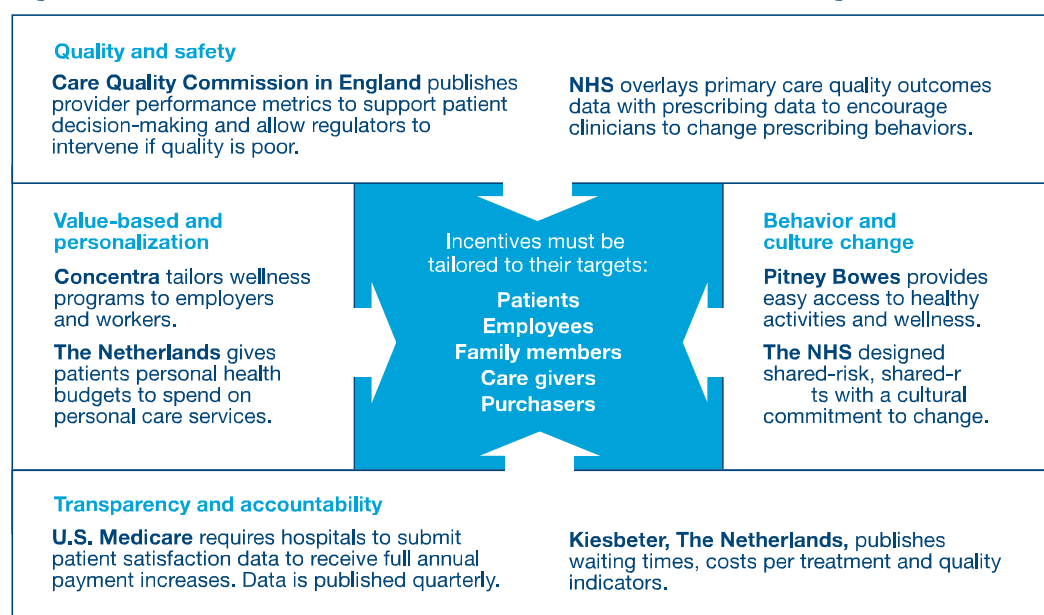 Quality and safety
Care Quality Commission in England publishes
provider performance metrics to support patient
decision-making and allow regulators to
intervene if quality is poor.
NHS overlays primary care quality outcomes
data with prescribing data to encourage
clinicians to change prescribing behaviors.
Value-based and
personalization
Concentra tailors wellness
programs to employers
and workers.
The Netherlands gives
patients personal health
budgets to spend on
personal care services.
Incentives must be
tailored to their targets:
Patients
Employees
Family members
Care givers
Purchasers
Behavior and
culture change
Pitney Bowes provides
easy access to healthy
activities and wellness.
The NHS designed
shared-risk, shared-r
ts with a cultural
commitment to change.
Transparency and accountability
U.S. Medicare requires hospitals to submit
patient satisfaction data to receive full annual
payment increases. Data is published quarterly.
Kiesbeter, The Netherlands, publishes
waiting times, costs per treatment and quality
indicators.